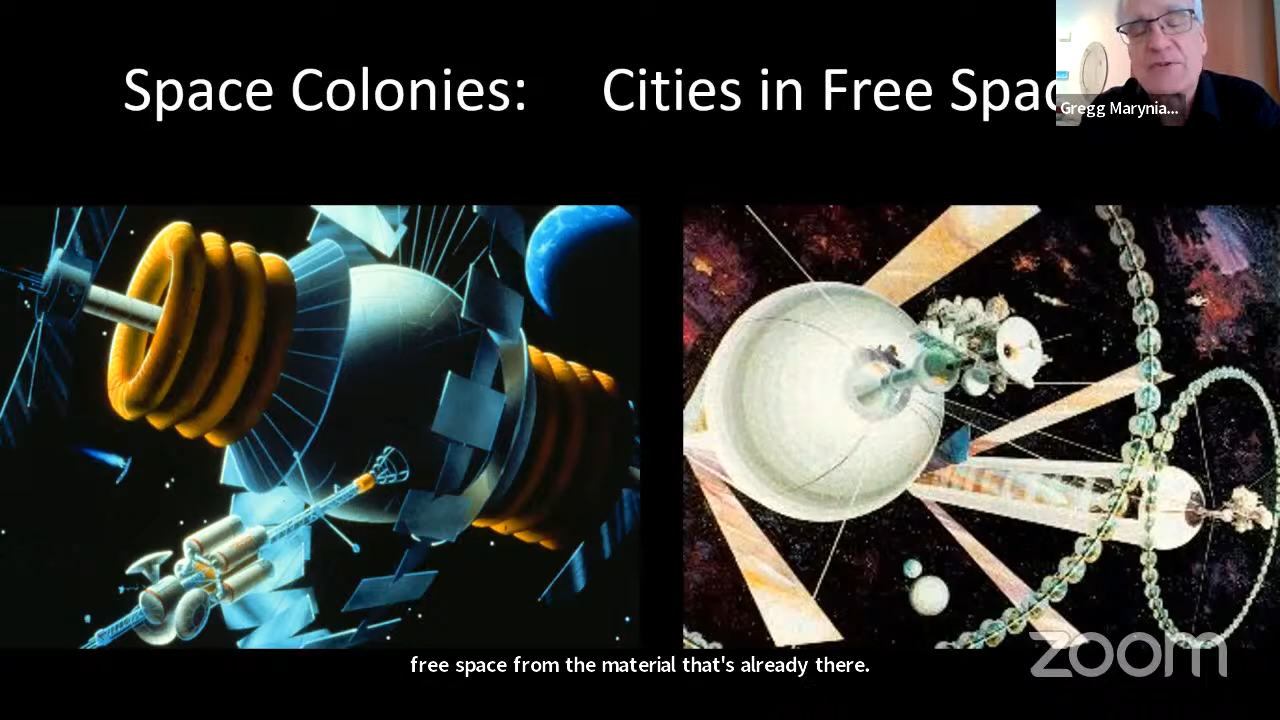 Space Colonies: Cities in Free Spac
Gregg Marynia...
free space from the material that's already there.
zoom